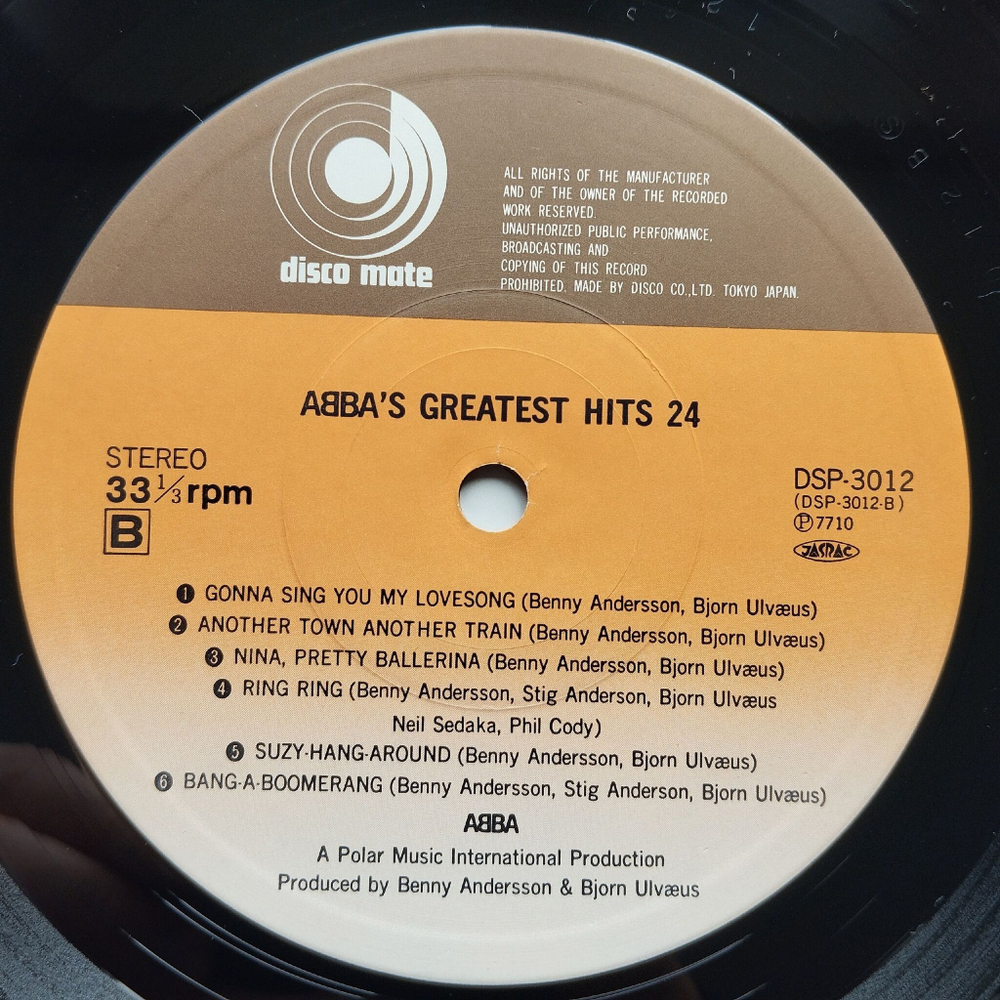 disco mate
ALL RIGHTS OF THE MANUFACTURER
AND OF THE OWNER OF THE RECORDED
WORK RESERVED.
UNAUTHORIZED PUBLIC PERFORMANCE,
BROADCASTING AND
COPYING OF THIS RECORD
PROHIBITED. MADE BY DISCO CO.,LTD. TOKYO JAPAN.
ABBA'S GREATEST HITS 24
STEREO
33 1/3 rpm
B
DSP-3012
(DSP-3012-B)
Ⓟ7710
JASRAC
❶ GONNA SING YOU MY LOVESONG (Benny Andersson, Bjorn Ulvæus)
❷ ANOTHER TOWN ANOTHER TRAIN (Benny Andersson, Bjorn Ulvæus)
❸ NINA, PRETTY BALLERINA (Benny Andersson, Bjorn Ulvæus)
❹ RING RING (Benny Andersson, Stig Anderson, Bjorn Ulvæus
Neil Sedaka, Phil Cody)
❺ SUZY-HANG-AROUND (Benny Andersson, Bjorn Ulvæus)
❻ BANG-A-BOOMERANG (Benny Andersson, Stig Anderson, Bjorn Ulvæus)
ABBA
A Polar Music International Production
Produced by Benny Andersson & Bjorn Ulvæus